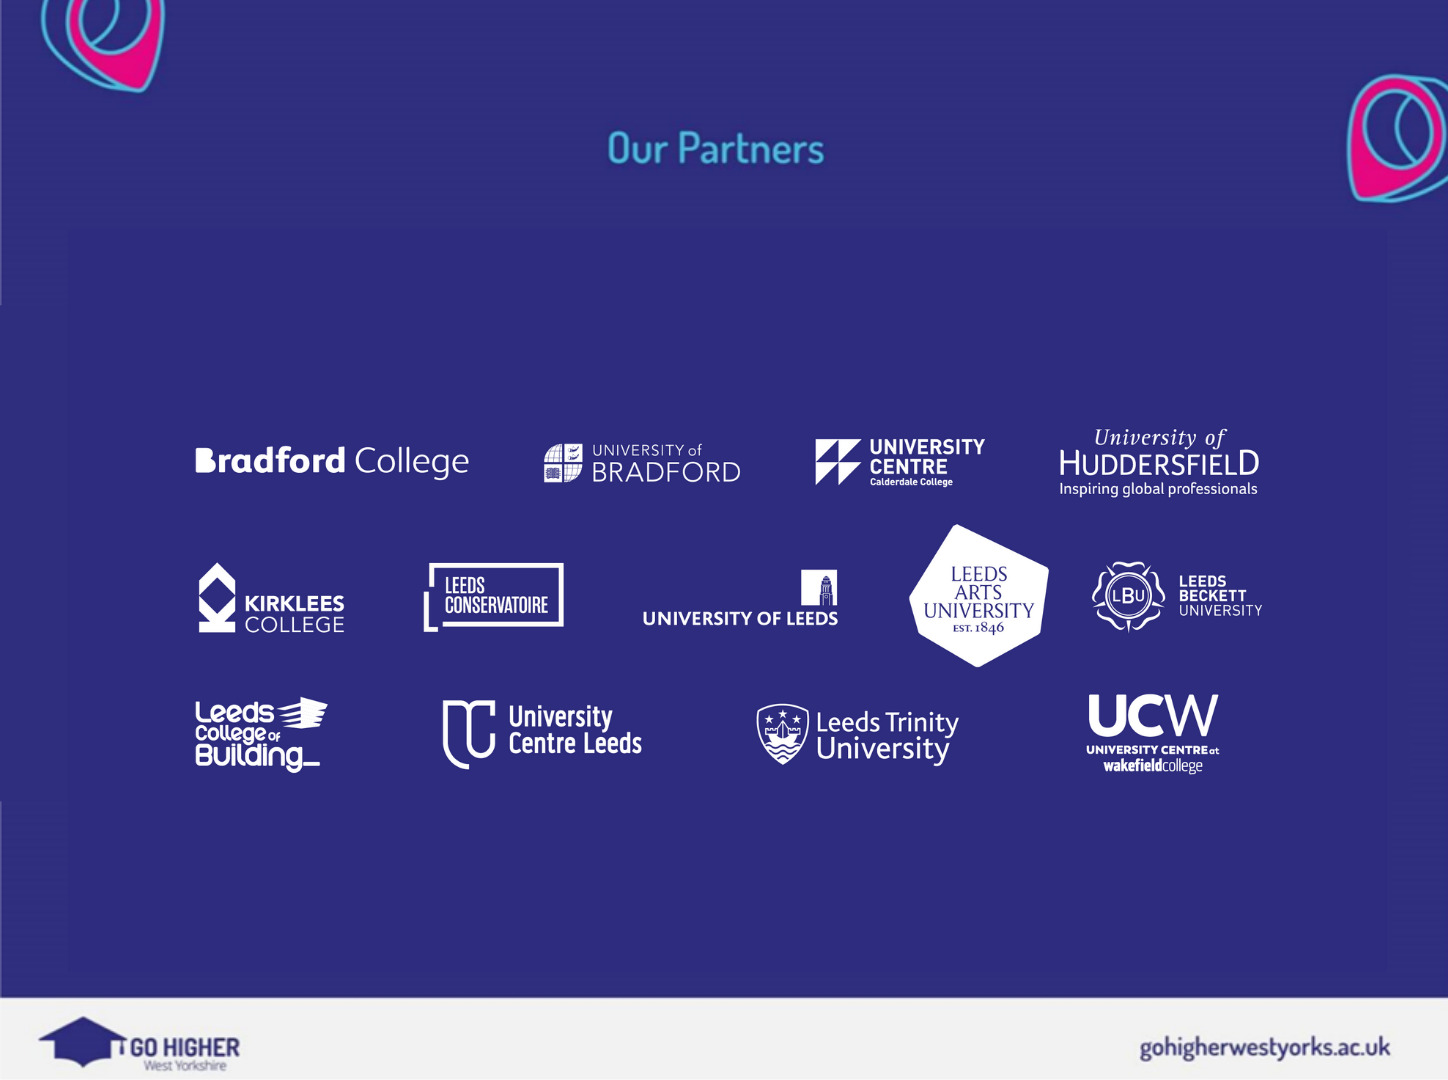 Our Partners
Bradford College
UNIVERSITY of
BRADFORD
UNIVERSITY
CENTRE
Calderdale College
University of
HUDDERSFIELD
Inspiring global professionals
KIRKLEES
COLLEGE
LEEDS
CONSERVATOIRE
UNIVERSITY OF LEEDS
LEEDS
ARTS
UNIVERSITY
EST. 1846
LBU
LEEDS
BECKETT
UNIVERSITY
Leeds
College of
Building_
University
Centre Leeds
Leeds Trinity
University
UCW
UNIVERSITY CENTRE at
wakefieldcollege
GO HIGHER
West Yorkshire
gohigherwestyorks.ac.uk